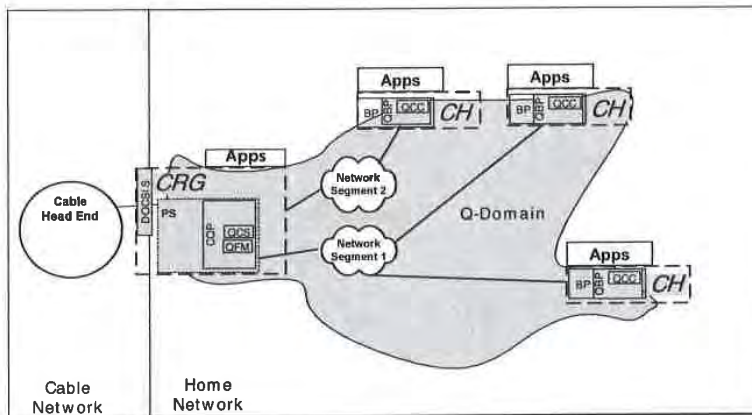 Apps
BP
QBP
QCC
CH
Apps
BP
QBP
QCC
CH
Apps
CRG
DOCSIS
PS
CQP
QCS
QFM
Cable
Head End
Network
Segment 2
Network
Segment 1
Q-Domain
Apps
BP
QBP
QCC
CH
Cable
Network
Home
Network